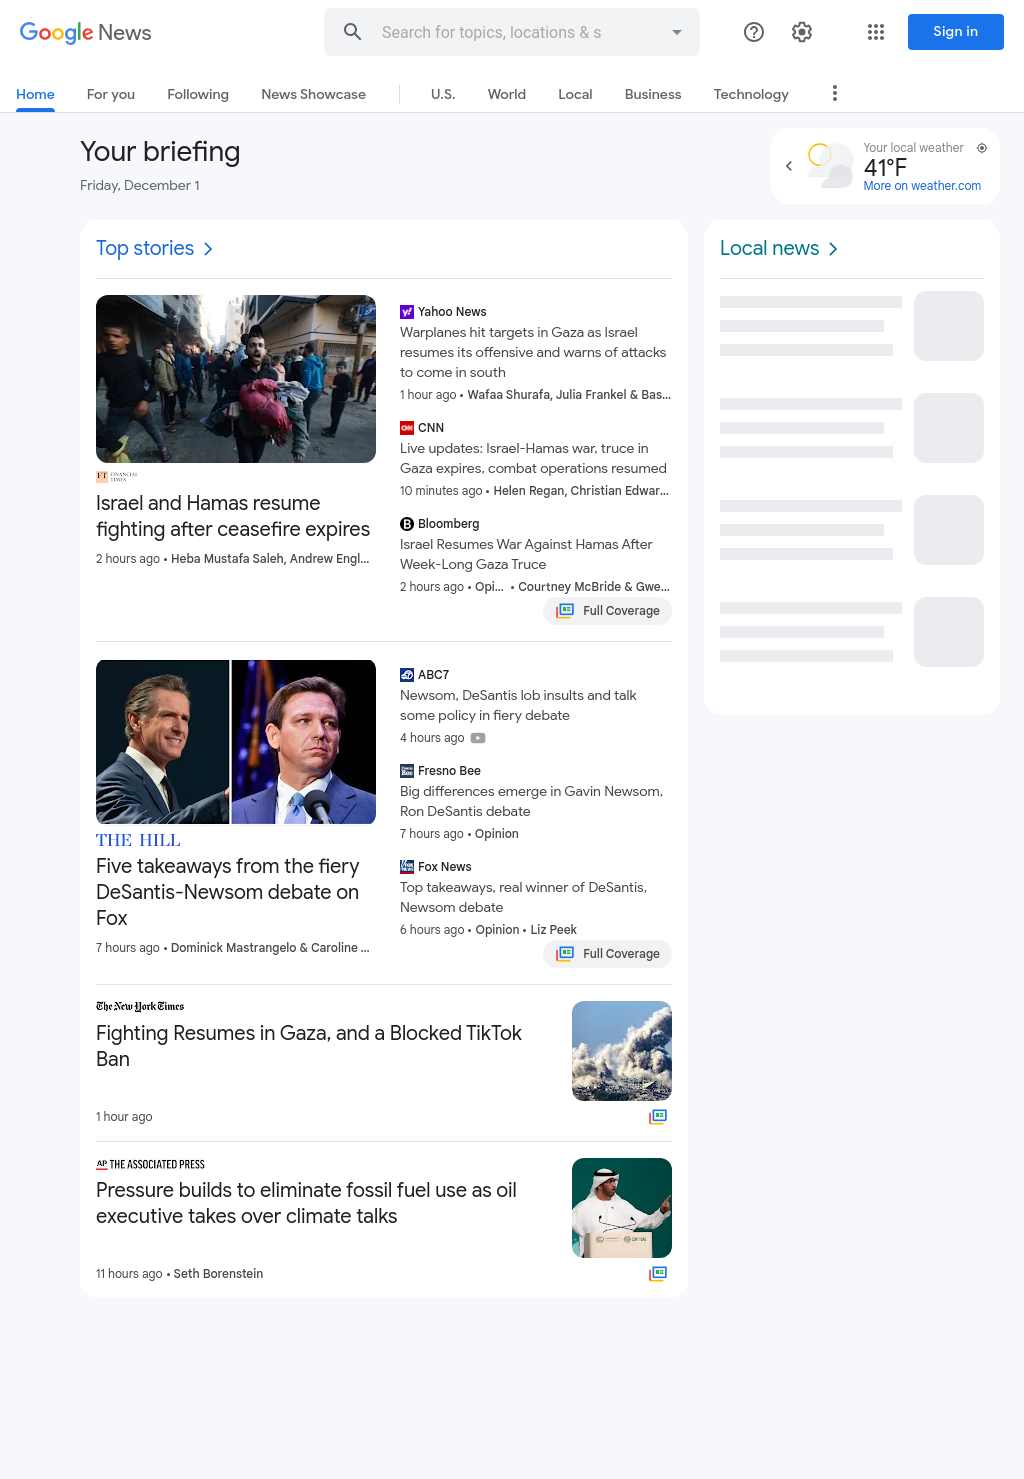 Google News
Search for topics, locations & s
Sign in
Home
For you
Following
News Showcase
U.S.
World
Local
Business
Technology
Your briefing
Friday, December 1
Your local weather
41°F
More on weather.com
Top stories
FT FINANCIAL
TIMES
Israel and Hamas resume
fighting after ceasefire expires
2 hours ago • Heba Mustafa Saleh, Andrew Engl...
Yahoo News
Warplanes hit targets in Gaza as Israel
resumes its offensive and warns of attacks
to come in south
1 hour ago • Wafaa Shurafa, Julia Frankel & Bas...
CNN
Live updates: Israel-Hamas war, truce in
Gaza expires, combat operations resumed
10 minutes ago • Helen Regan, Christian Edwar...
Bloomberg
Israel Resumes War Against Hamas After
Week-Long Gaza Truce
2 hours ago • Opi... • Courtney McBride & Gwe...
Full Coverage
THE HILL
Five takeaways from the fiery
DeSantis-Newsom debate on
Fox
7 hours ago • Dominick Mastrangelo & Caroline ...
ABC7
Newsom, DeSantis lob insults and talk
some policy in fiery debate
4 hours ago
Fresno Bee
Big differences emerge in Gavin Newsom,
Ron DeSantis debate
7 hours ago • Opinion
Fox News
Top takeaways, real winner of DeSantis,
Newsom debate
6 hours ago • Opinion • Liz Peek
Full Coverage
The New York Times
Fighting Resumes in Gaza, and a Blocked TikTok
Ban
1 hour ago
AP THE ASSOCIATED PRESS
Pressure builds to eliminate fossil fuel use as oil
executive takes over climate talks
11 hours ago • Seth Borenstein
Local news